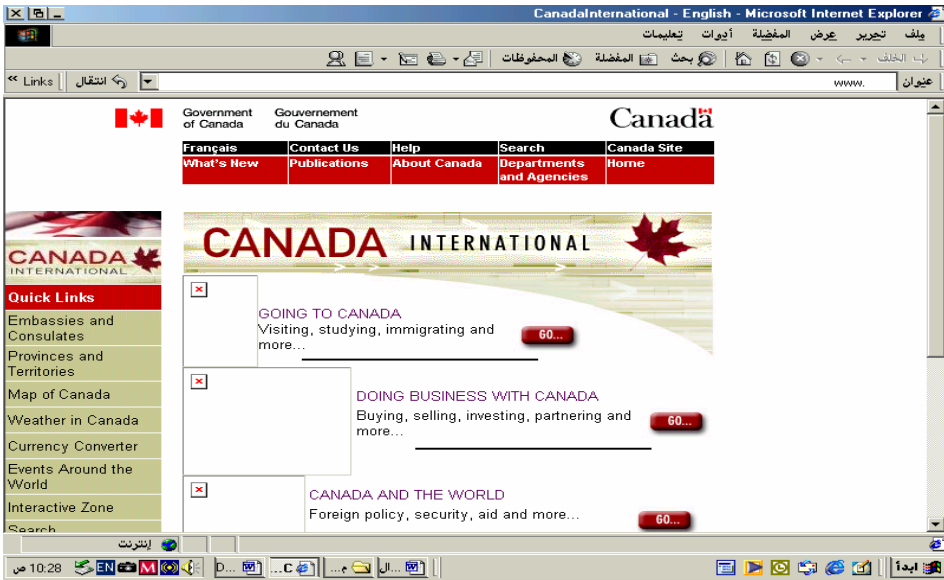 CanadaInternational - English - Microsoft Internet Explorer
ملف تحرير عرض المفضلة أدوات تعليمات
الخلف بحث المفضلة المحفوظات
عنوان www. انتقال Links »
Government of Canada
Gouvernement du Canada
Canada
Français Contact Us Help Search Canada Site
What's New Publications About Canada Departments and Agencies Home
CANADA
INTERNATIONAL
Quick Links
Embassies and
Consulates
Provinces and
Territories
Map of Canada
Weather in Canada
Currency Converter
Events Around the
World
Interactive Zone
Search
CANADA INTERNATIONAL
GOING TO CANADA
Visiting, studying, immigrating and
more...
GO...
DOING BUSINESS WITH CANADA
Buying, selling, investing, partnering and
more...
GO...
CANADA AND THE WORLD
Foreign policy, security, aid and more...
GO...
إنترنت
ابدأ ال... م... C... D... EN 10:28 ص